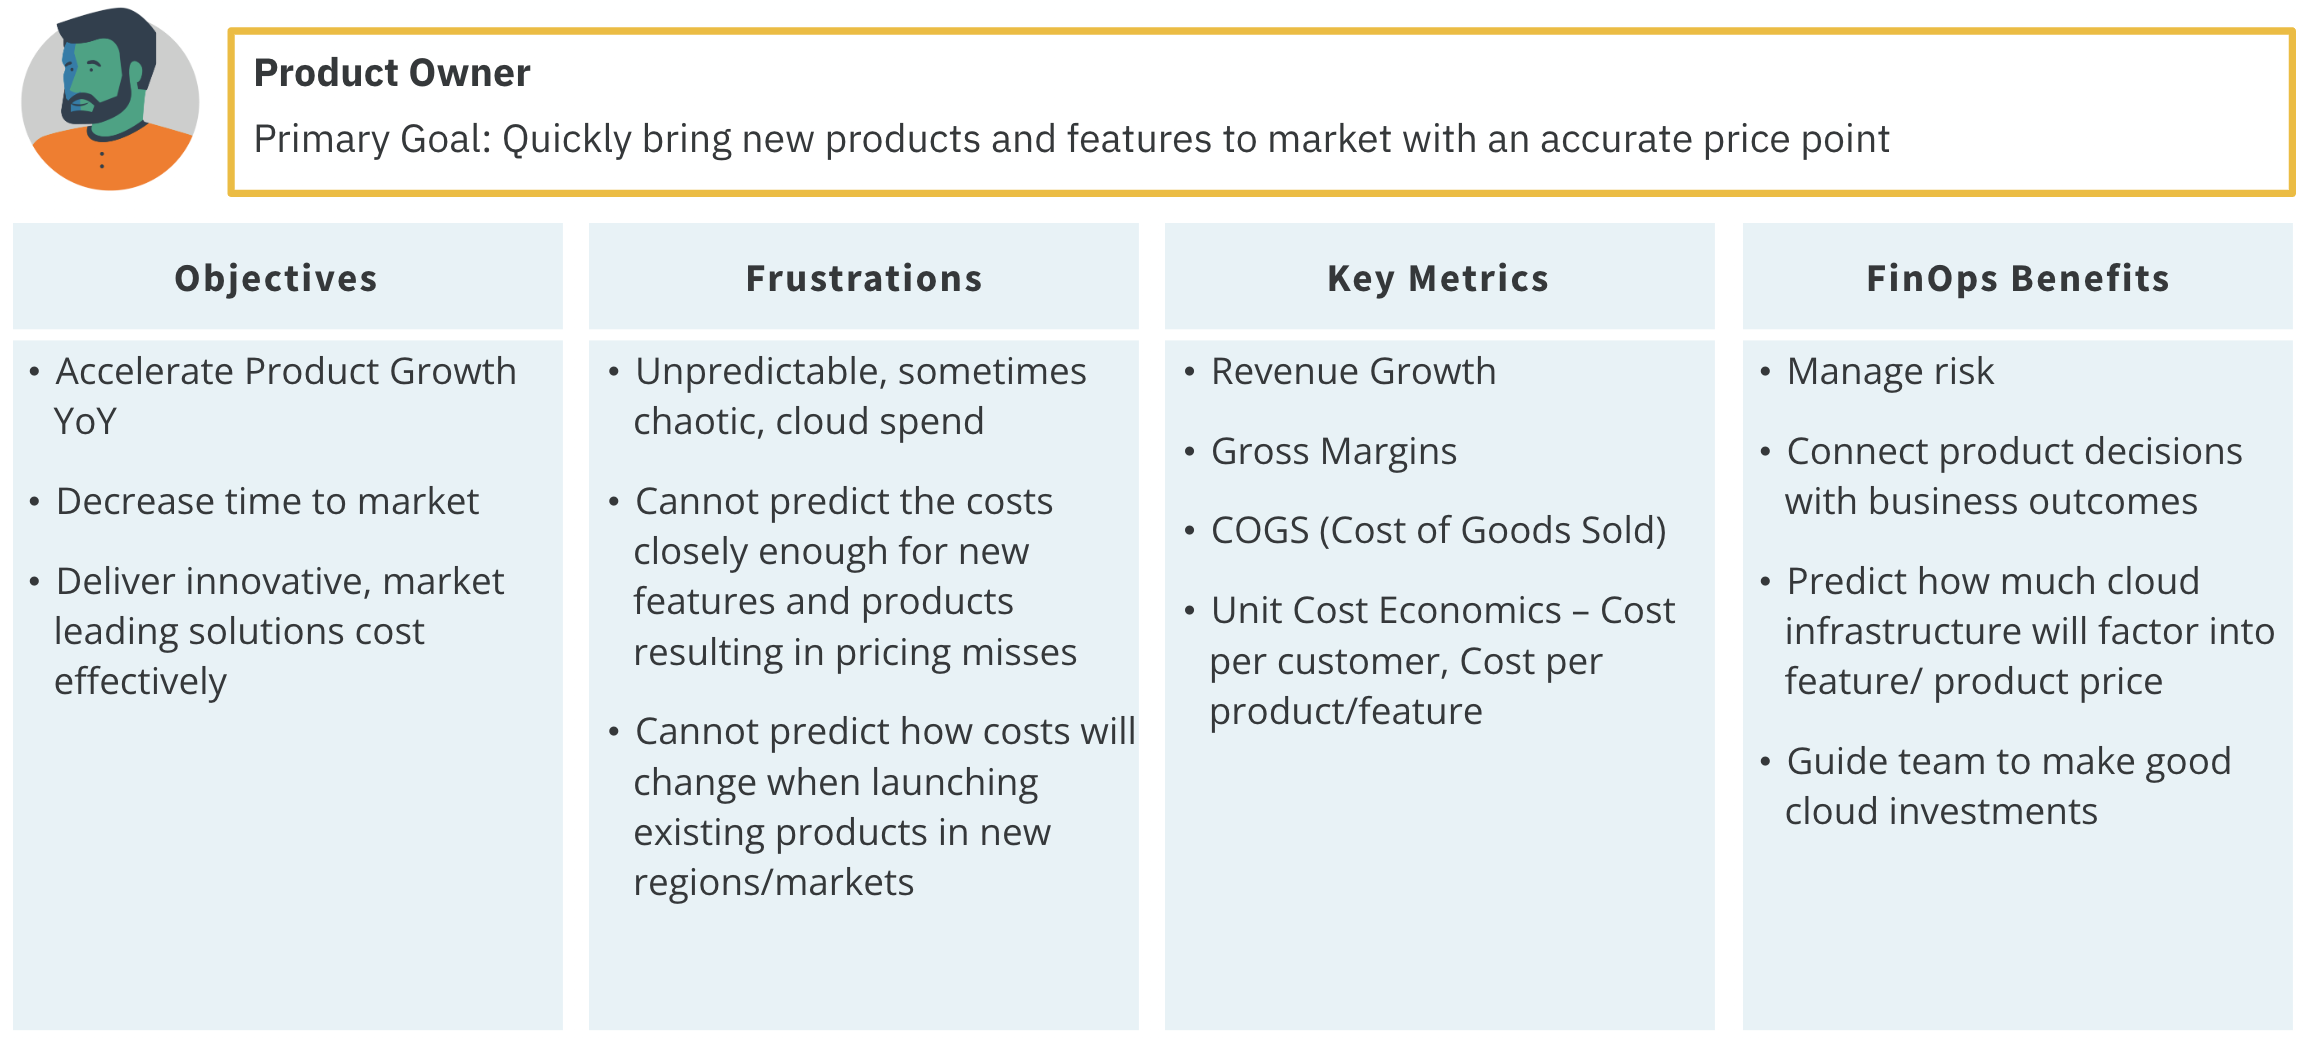 Product Owner
Primary Goal: Quickly bring new products and features to market with an accurate price point
Objectives
• Accelerate Product Growth
YoY
• Decrease time to market
• Deliver innovative, market
leading solutions cost
effectively
Frustrations
• Unpredictable, sometimes
chaotic, cloud spend
• Cannot predict the costs
closely enough for new
features and products
resulting in pricing misses
• Cannot predict how costs will
change when launching
existing products in new
regions/markets
Key Metrics
• Revenue Growth
• Gross Margins
• COGS (Cost of Goods Sold)
• Unit Cost Economics – Cost
per customer, Cost per
product/feature
FinOps Benefits
• Manage risk
• Connect product decisions
with business outcomes
• Predict how much cloud
infrastructure will factor into
feature/ product price
• Guide team to make good
cloud investments